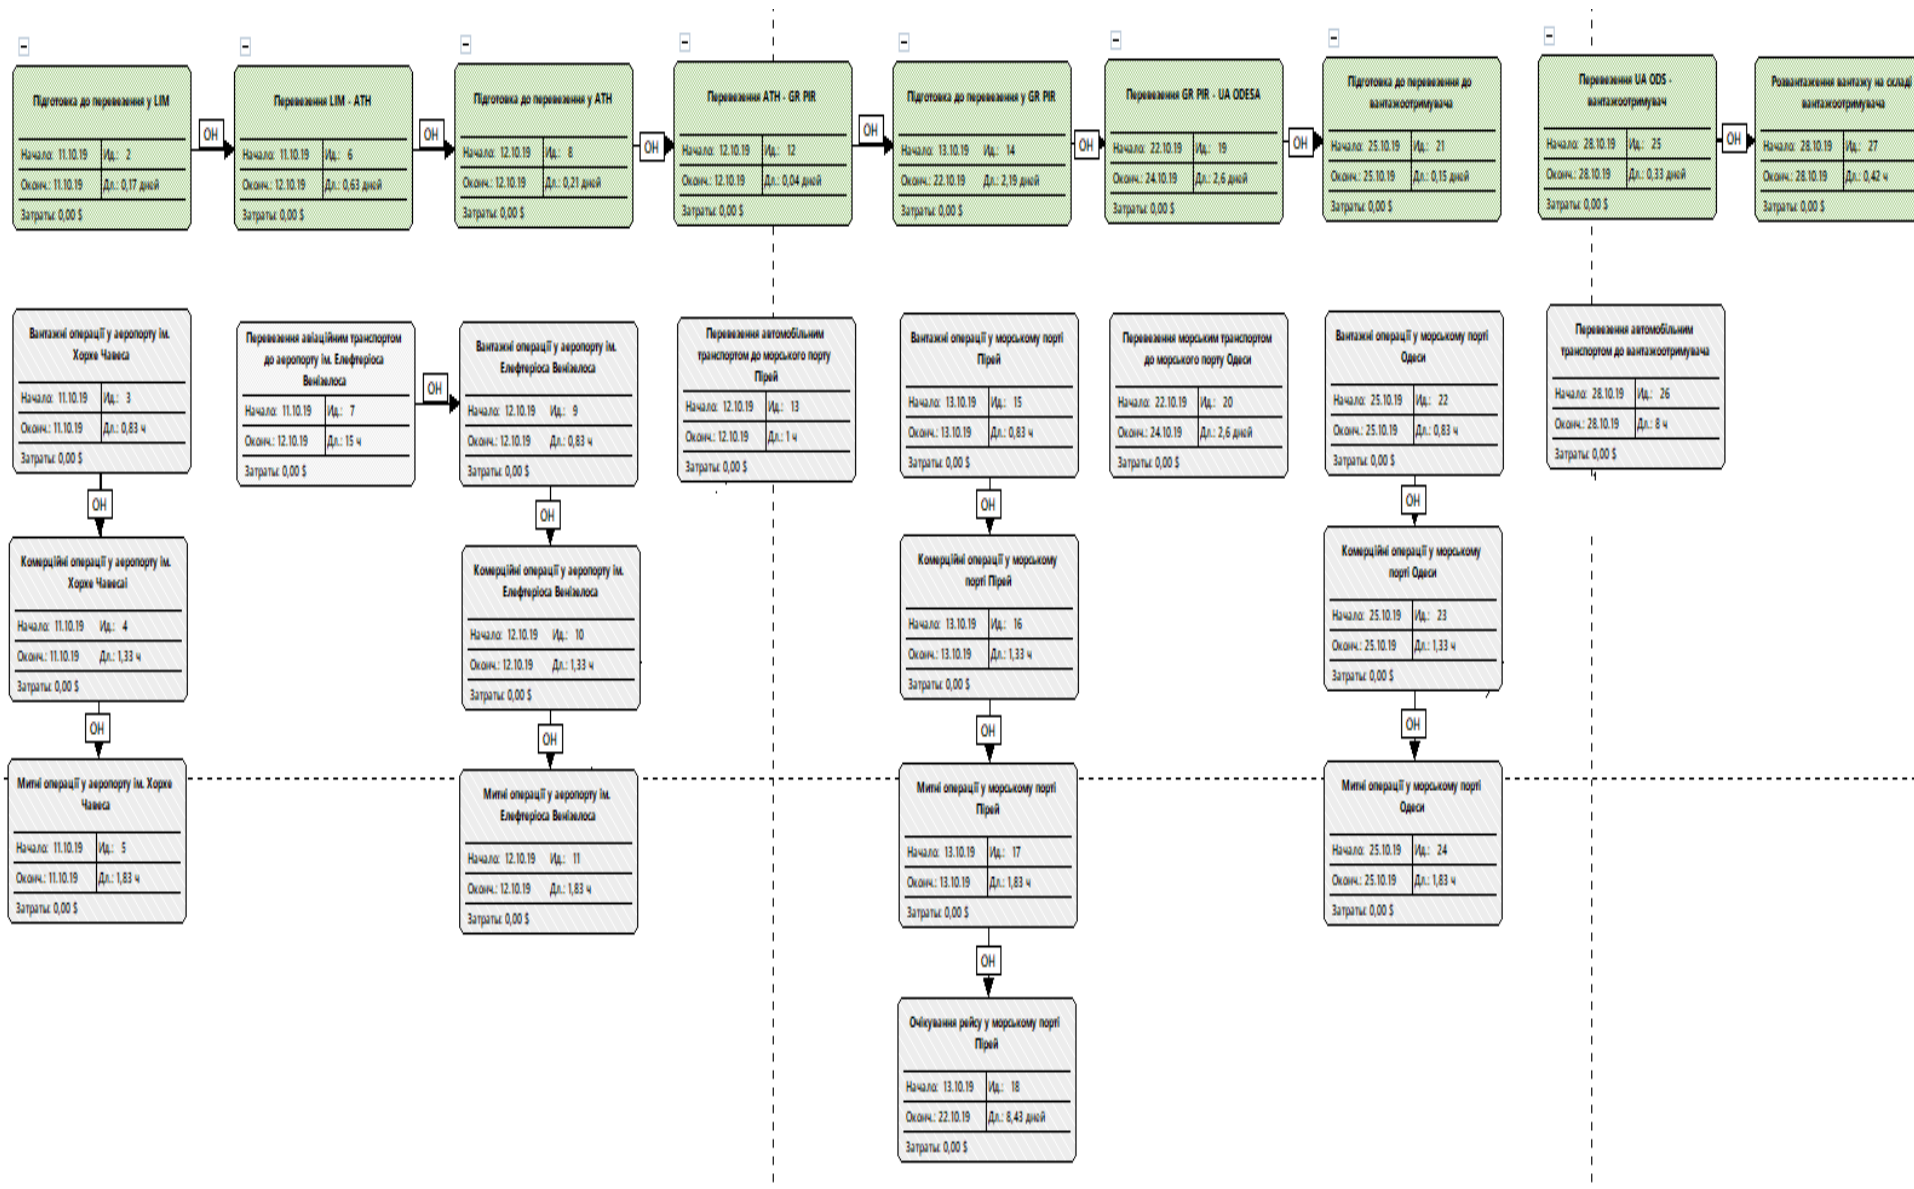 Підготовка до перевезення у LIM
Начало: 11.10.19 Ид.: 2
Оконч.: 11.10.19 Дл.: 0,17 дней
Затраты: 0,00 $
ОН
Перевезення LIM - ATH
Начало: 11.10.19 Ид.: 6
Оконч.: 12.10.19 Дл.: 0,63 дней
Затраты: 0,00 $
ОН
Підготовка до перевезення у ATH
Начало: 12.10.19 Ид.: 8
Оконч.: 12.10.19 Дл.: 0,21 дней
Затраты: 0,00 $
ОН
Перевезення ATH - GR PIR
Начало: 12.10.19 Ид.: 12
Оконч.: 12.10.19 Дл.: 0,04 дней
Затраты: 0,00 $
ОН
Підготовка до перевезення у GR PIR
Начало: 13.10.19 Ид.: 14
Оконч.: 22.10.19 Дл.: 2,19 дней
Затраты: 0,00 $
ОН
Перевезення GR PIR - UA ODESA
Начало: 22.10.19 Ид.: 19
Оконч.: 24.10.19 Дл.: 2,6 дней
Затраты: 0,00 $
ОН
Підготовка до перевезення до
вантажоотримувача
Начало: 25.10.19 Ид.: 21
Оконч.: 25.10.19 Дл.: 0,15 дней
Затраты: 0,00 $
Перевезення UA ODS -
вантажоотримувач
Начало: 28.10.19 Ид.: 25
Оконч.: 28.10.19 Дл.: 0,33 дней
Затраты: 0,00 $
ОН
Розвантаження вантажу на складі
вантажоотримувача
Начало: 28.10.19 Ид.: 27
Оконч.: 28.10.19 Дл.: 0,42 ч
Затраты: 0,00 $
Вантажні операції у аеропорту ім.
Хорхе Чавеса
Начало: 11.10.19 Ид.: 3
Оконч.: 11.10.19 Дл.: 0,83 ч
Затраты: 0,00 $
ОН
Комерційні операції у аеропорту ім.
Хорхе Чавесаі
Начало: 11.10.19 Ид.: 4
Оконч.: 11.10.19 Дл.: 1,33 ч
Затраты: 0,00 $
ОН
Митні операції у аеропорту ім. Хорхе
Чавеса
Начало: 11.10.19 Ид.: 5
Оконч.: 11.10.19 Дл.: 1,83 ч
Затраты: 0,00 $
Перевезення авіаційним транспортом
до аеропорту ім. Елефтеріоса
Венізелоса
Начало: 11.10.19 Ид.: 7
Оконч.: 12.10.19 Дл.: 15 ч
Затраты: 0,00 $
ОН
Вантажні операції у аеропорту ім.
Елефтеріоса Венізелоса
Начало: 12.10.19 Ид.: 9
Оконч.: 12.10.19 Дл.: 0,83 ч
Затраты: 0,00 $
ОН
Комерційні операції у аеропорту ім.
Елефтеріоса Венізелоса
Начало: 12.10.19 Ид.: 10
Оконч.: 12.10.19 Дл.: 1,33 ч
Затраты: 0,00 $
ОН
Митні операції у аеропорту ім.
Елефтеріоса Венізелоса
Начало: 12.10.19 Ид.: 11
Оконч.: 12.10.19 Дл.: 1,83 ч
Затраты: 0,00 $
Перевезення автомобільним
транспортом до морського порту
Пірей
Начало: 12.10.19 Ид.: 13
Оконч.: 12.10.19 Дл.: 1 ч
Затраты: 0,00 $
Вантажні операції у морському порті
Пірей
Начало: 13.10.19 Ид.: 15
Оконч.: 13.10.19 Дл.: 0,83 ч
Затраты: 0,00 $
ОН
Комерційні операції у морському
порті Пірей
Начало: 13.10.19 Ид.: 16
Оконч.: 13.10.19 Дл.: 1,33 ч
Затраты: 0,00 $
ОН
Митні операції у морському порті
Пірей
Начало: 13.10.19 Ид.: 17
Оконч.: 13.10.19 Дл.: 1,83 ч
Затраты: 0,00 $
ОН
Очікування рейсу у морському порті
Пірей
Начало: 13.10.19 Ид.: 18
Оконч.: 22.10.19 Дл.: 8,43 дней
Затраты: 0,00 $
Перевезення морським транспортом
до морського порту Одеси
Начало: 22.10.19 Ид.: 20
Оконч.: 24.10.19 Дл.: 2,6 дней
Затраты: 0,00 $
Вантажні операції у морському порті
Одеси
Начало: 25.10.19 Ид.: 22
Оконч.: 25.10.19 Дл.: 0,83 ч
Затраты: 0,00 $
ОН
Комерційні операції у морському
порті Одеси
Начало: 25.10.19 Ид.: 23
Оконч.: 25.10.19 Дл.: 1,33 ч
Затраты: 0,00 $
ОН
Митні операції у морському порті
Одеси
Начало: 25.10.19 Ид.: 24
Оконч.: 25.10.19 Дл.: 1,83 ч
Затраты: 0,00 $
Перевезення автомобільним
транспортом до вантажоотримувача
Начало: 28.10.19 Ид.: 26
Оконч.: 28.10.19 Дл.: 8 ч
Затраты: 0,00 $